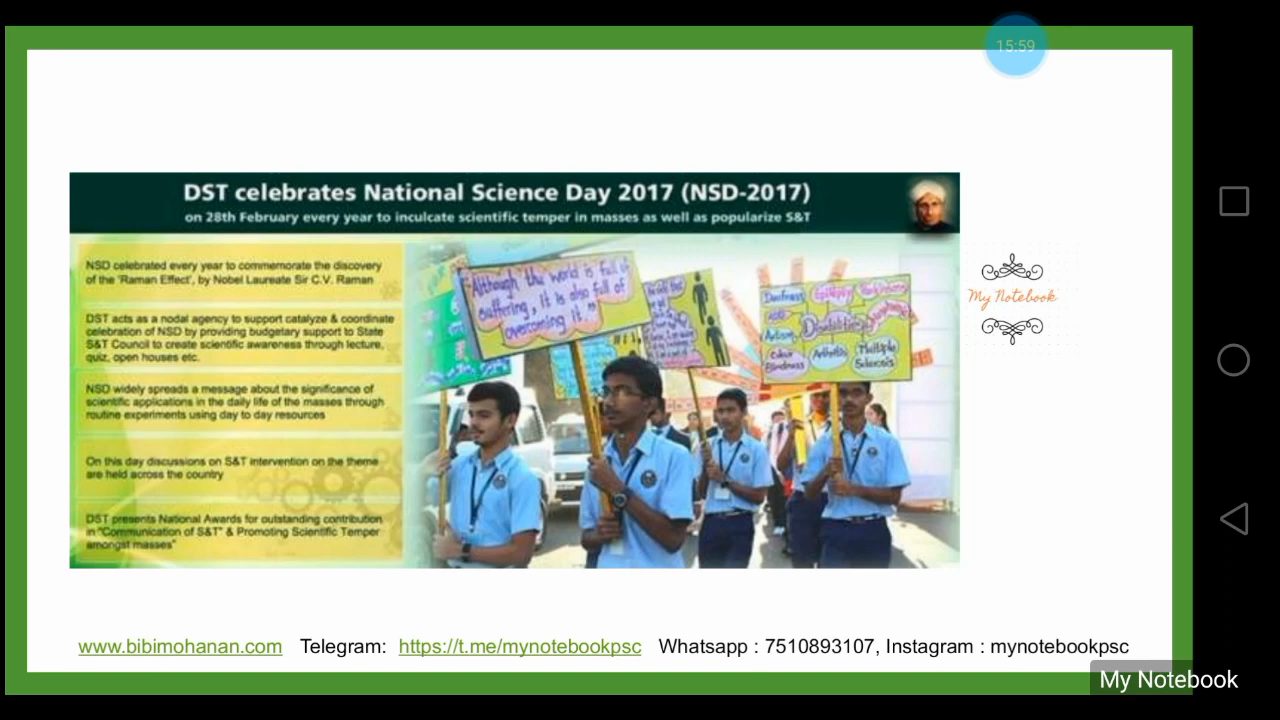 15:59
DST celebrates National Science Day 2017 (NSD-2017)
on 28th February every year to inculcate scientific temper in masses as well as popularize S&T
NSD celebrated every year to commemorate the discovery
of the 'Raman Effect', by Nobel Laureate Sir C.V. Raman
DST acts as a nodal agency to support catalyze & coordinate
celebration of NSD by providing budgetary support to State
S&T Council to create scientific awareness through lecture,
quiz, open houses etc.
NSD widely spreads a message about the significance of
scientific applications in the daily life of the masses through
routine experiments using day to day resources
On this day discussions on S&T intervention on the theme
are held across the country
DST presents National Awards for outstanding contribution
in "Communication of S&T" & Promoting Scientific Temper
amongst masses"
"Although the world is full of
suffering, it is also full of
overcoming it."
Deafness
Epilepsy
ADD
Autism
Disabilities
Colour
Blindness
Arthritis
Multiple
Sclerosis
My Notebook
www.bibimohanan.com Telegram: https://t.me/mynotebookpsc Whatsapp : 7510893107, Instagram : mynotebookpsc
My Notebook